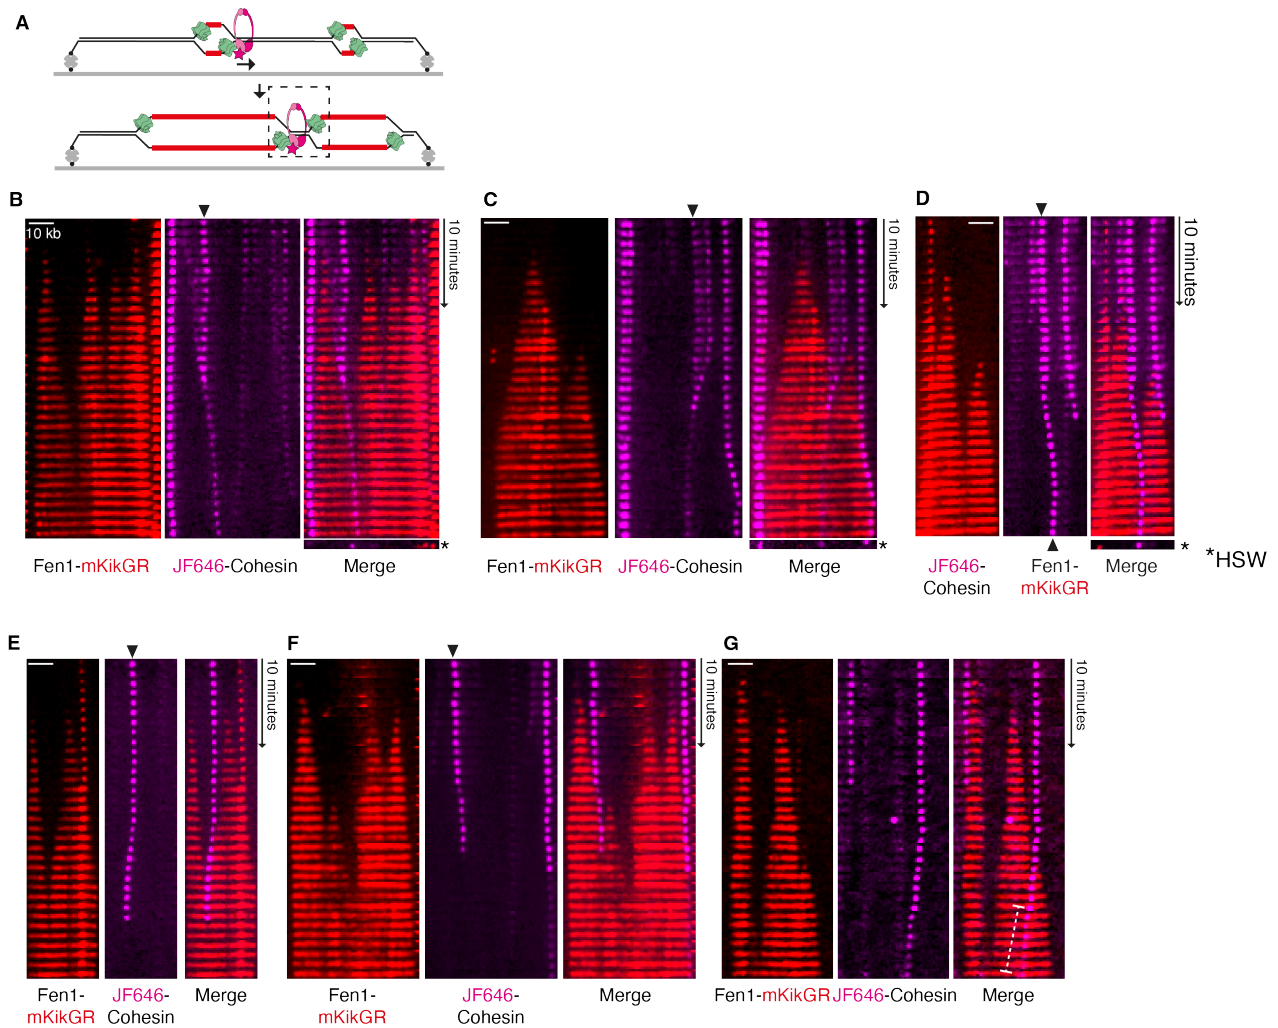 A
B
10 kb
10 minutes
Fen1-mKikGR
JF646-Cohesin
Merge
*
C
10 minutes
Fen1-mKikGR
JF646-Cohesin
Merge
*
D
10 minutes
JF646-
Cohesin
Fen1-
mKikGR
Merge
*
*HSW
E
10 minutes
Fen1-
mKikGR
JF646-
Cohesin
Merge
F
10 minutes
Fen1-
mKikGR
JF646-
Cohesin
Merge
G
10 minutes
Fen1-mKikGR
JF646-Cohesin
Merge